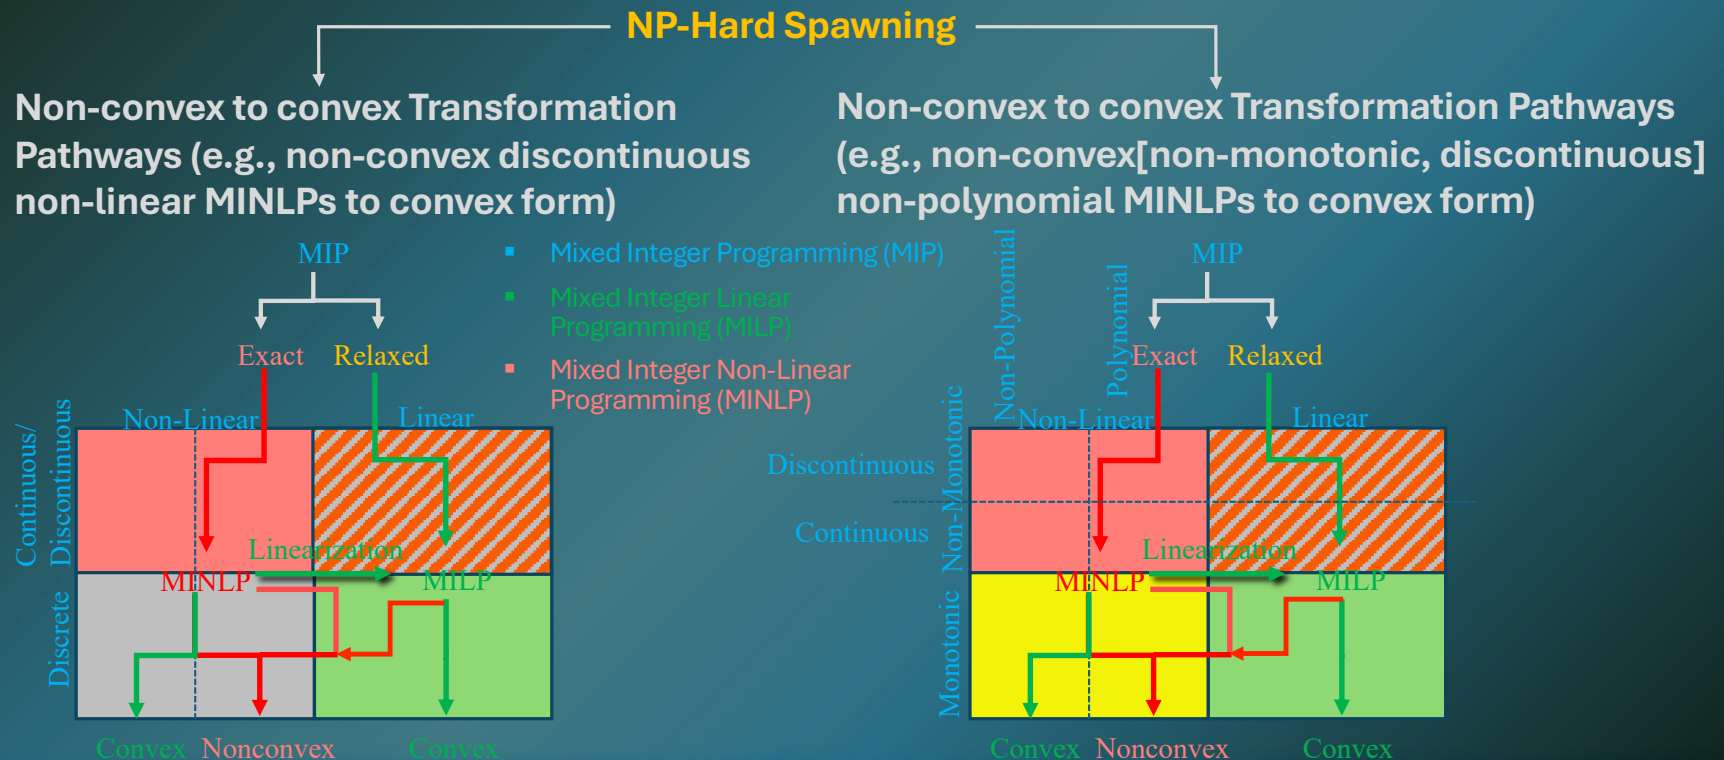 NP-Hard Spawning
Non-convex to convex Transformation
Pathways (e.g., non-convex discontinuous
non-linear MINLPs to convex form)
Non-convex to convex Transformation Pathways
(e.g., non-convex[non-monotonic, discontinuous]
non-polynomial MINLPs to convex form)
MIP
Exact
Relaxed
Non-Linear
Linear
Continuous/
Discontinuous
Discrete
Linearization
MINLP
MILP
Convex
Nonconvex
Convex
▪ Mixed Integer Programming (MIP)
▪ Mixed Integer Linear
Programming (MILP)
▪ Mixed Integer Non-Linear
Programming (MINLP)
MIP
Non-Polynomial
Polynomial
Exact
Relaxed
Non-Linear
Linear
Discontinuous
Continuous
Non-Monotonic
Monotonic
Linearization
MINLP
MILP
Convex
Nonconvex
Convex